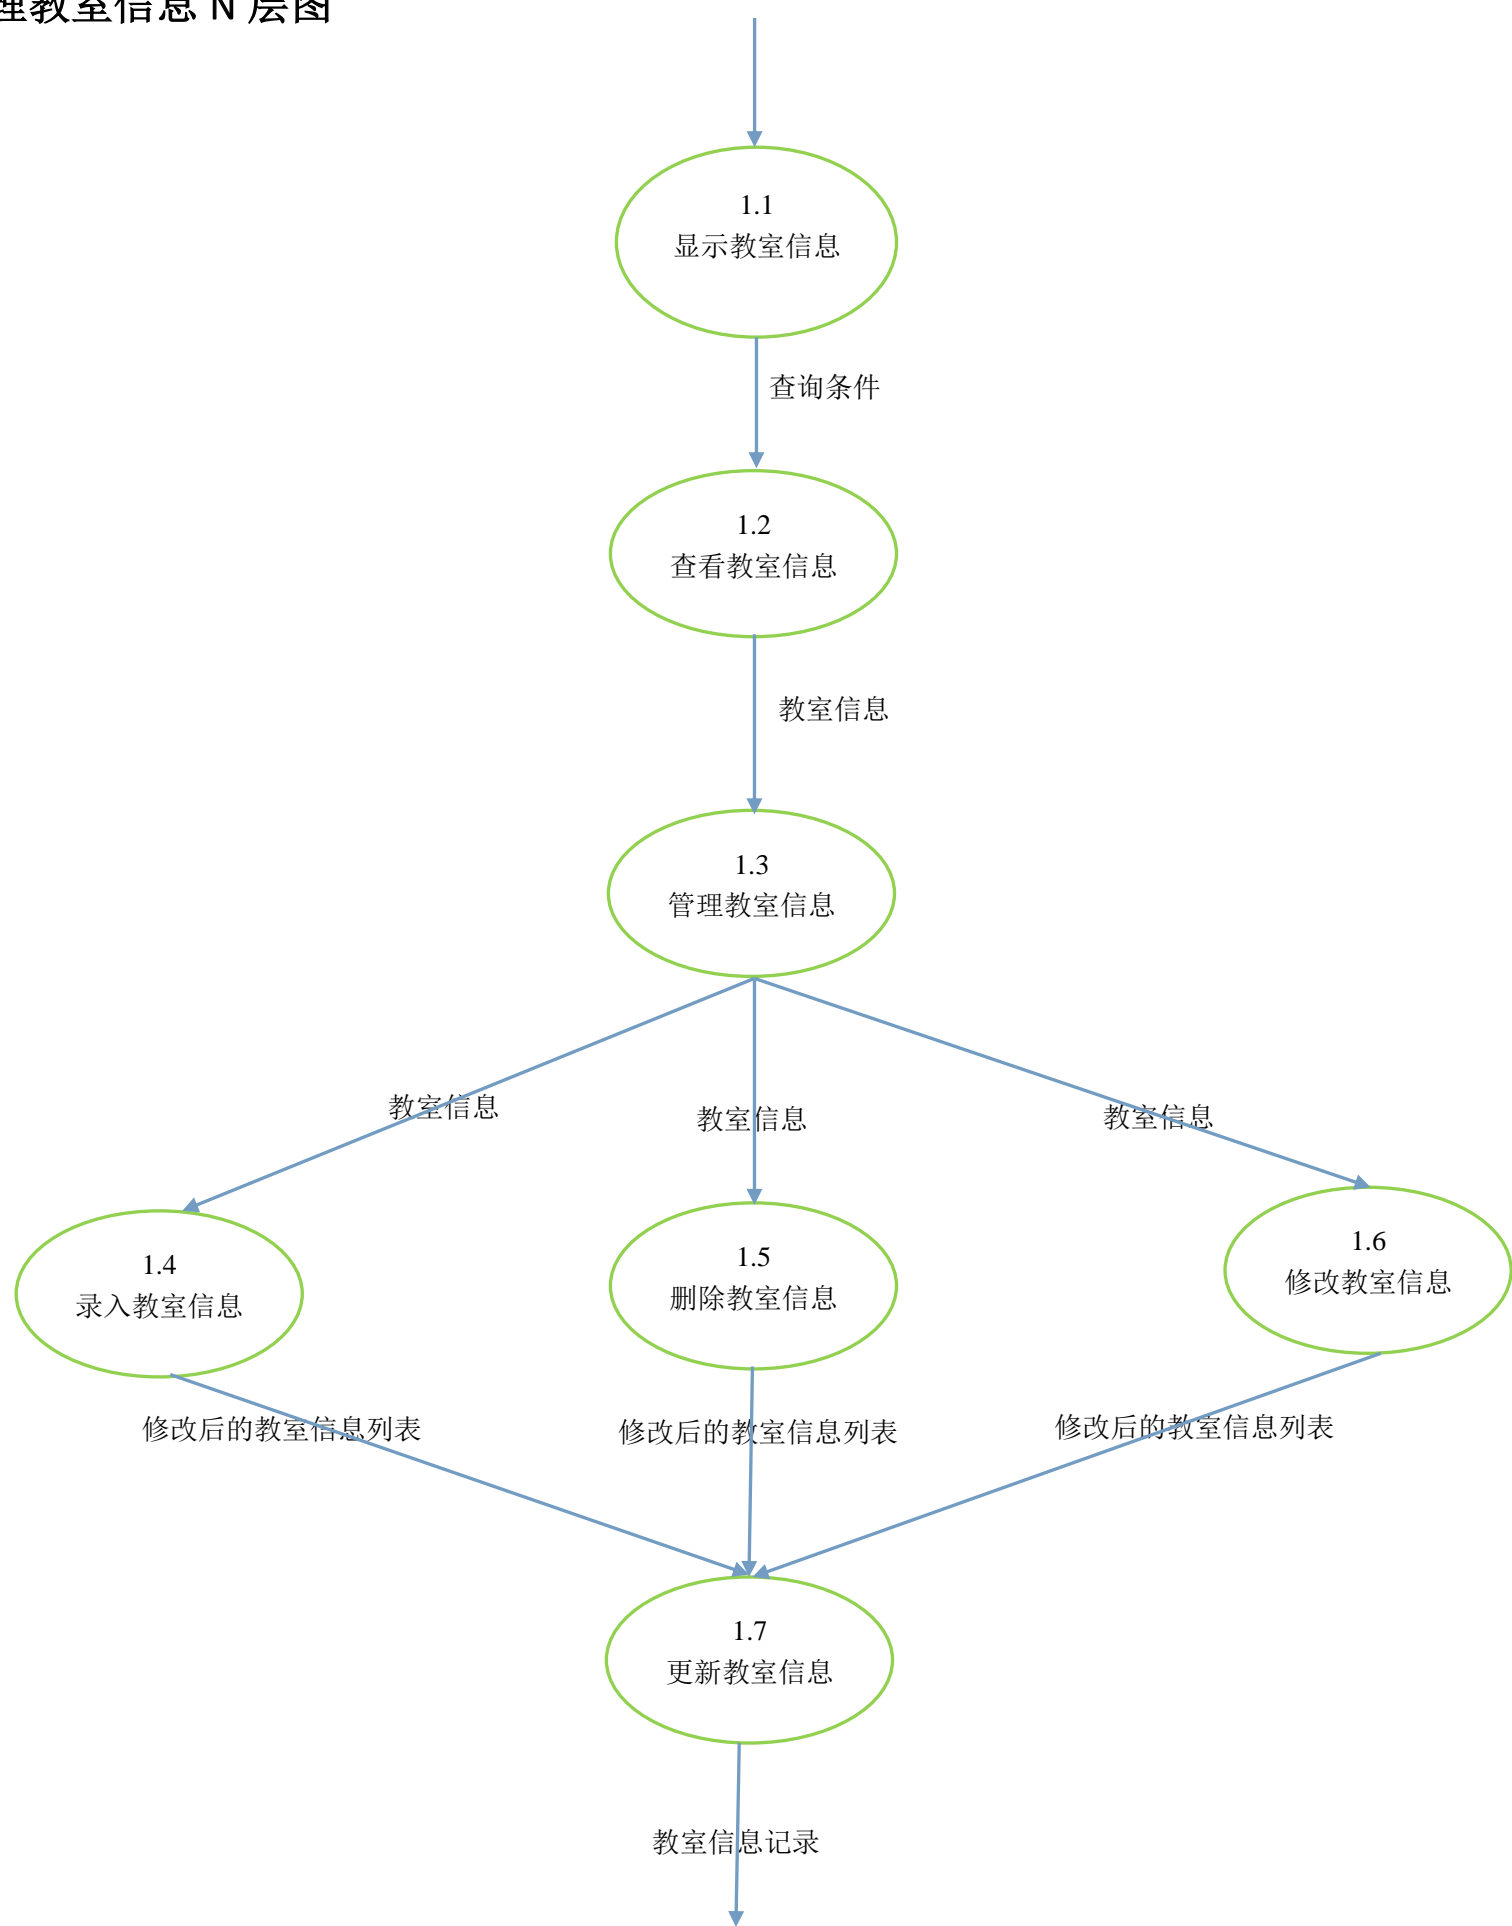 理教室信息 N 层图
1.1
显示教室信息
查询条件
1.2
查看教室信息
教室信息
1.3
管理教室信息
教室信息
教室信息
教室信息
1.4
录入教室信息
1.5
删除教室信息
1.6
修改教室信息
修改后的教室信息列表
修改后的教室信息列表
修改后的教室信息列表
1.7
更新教室信息
教室信息记录